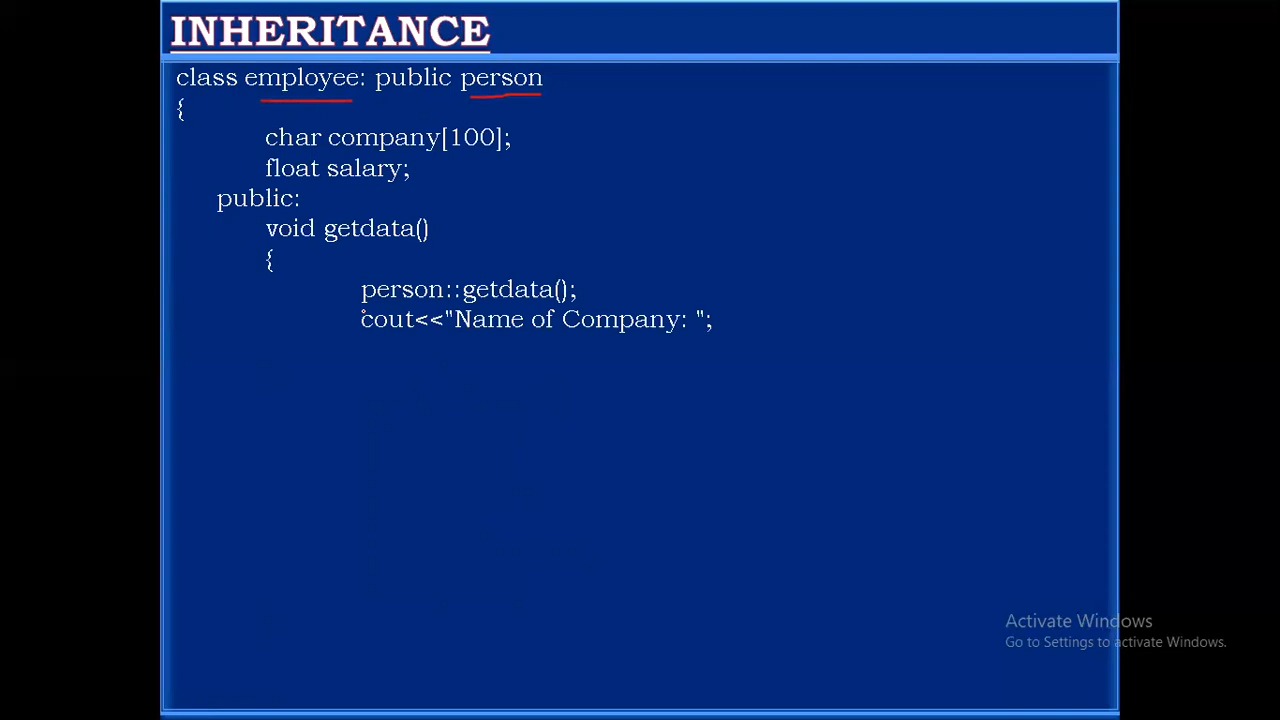 INHERITANCE
class employee: public person
{
char company[100];
float salary;
public:
void getdata()
{
person::getdata();
cout<<"Name of Company: ";
Activate Windows
Go to Settings to activate Windows.